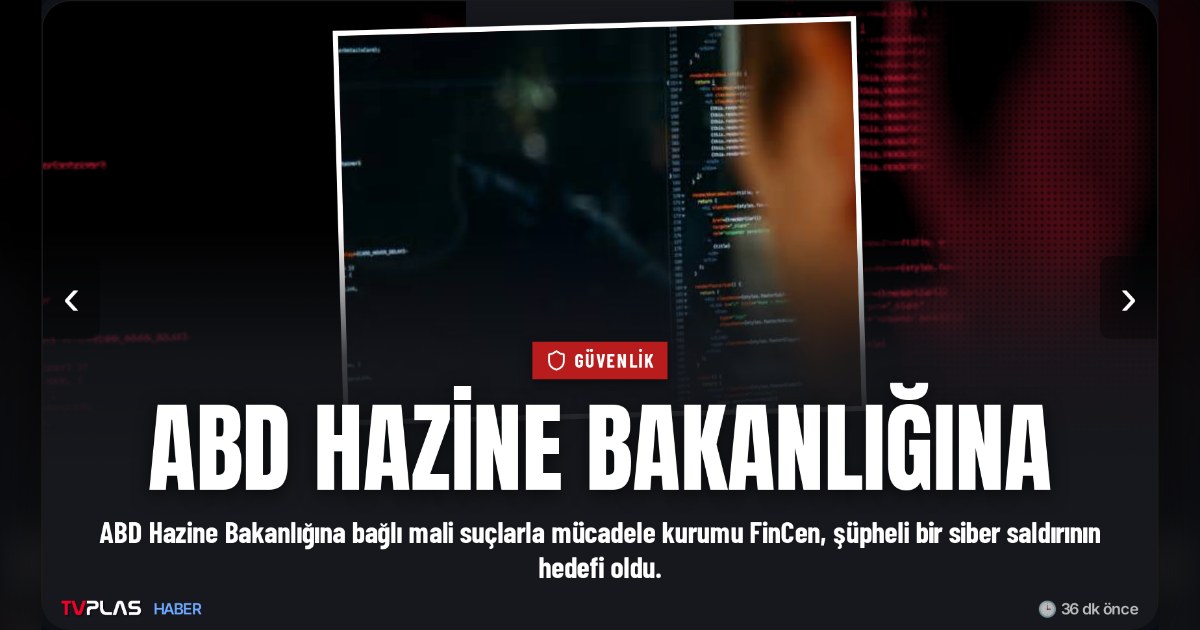 GÜVENLİK
ABD HAZİNE BAKANLIĞINA
ABD Hazine Bakanlığına bağlı mali suçlarla mücadele kurumu FinCen, şüpheli bir siber saldırının
hedefi oldu.
TVPLAS HABER
36 dk önce